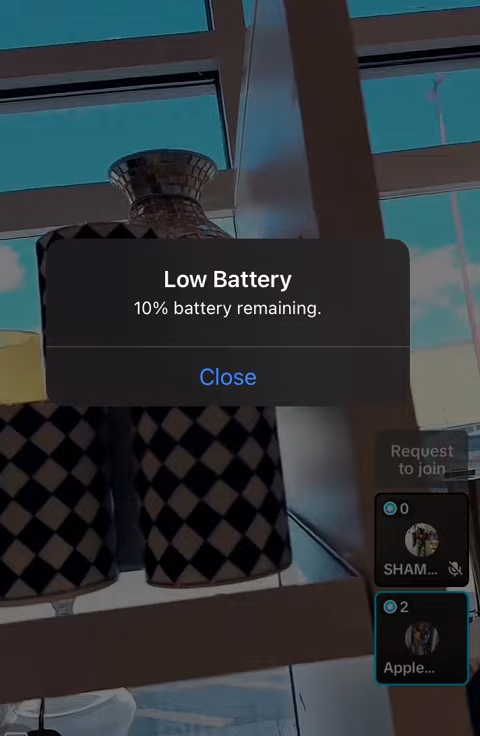 Low Battery
10% battery remaining.
Close
Request
to join
0
SHAM...
2
Apple...